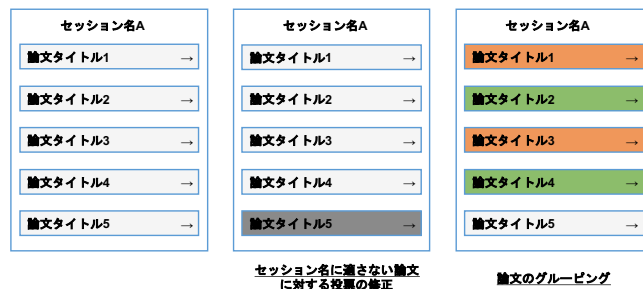 セッション名A
論文タイトル1 →
論文タイトル2 →
論文タイトル3 →
論文タイトル4 →
論文タイトル5 →
セッション名A
論文タイトル1 →
論文タイトル2 →
論文タイトル3 →
論文タイトル4 →
論文タイトル5 →
セッション名に適さない論文
に対する投票の修正
セッション名A
論文タイトル1 →
論文タイトル2 →
論文タイトル3 →
論文タイトル4 →
論文タイトル5 →
論文のグルーピング